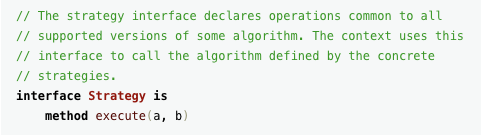 // The strategy interface declares operations common to all
// supported versions of some algorithm. The context uses this
// interface to call the algorithm defined by the concrete
// strategies.
interface Strategy is
    method execute(a, b)